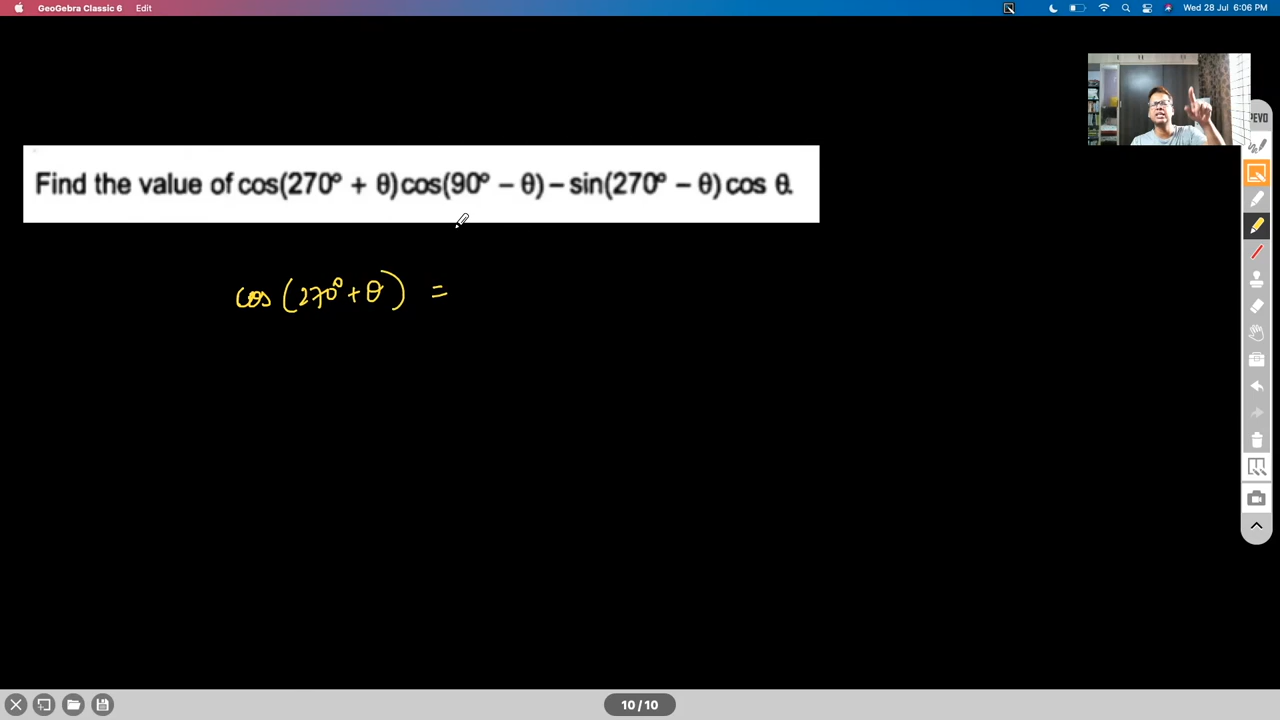 GeoGebra Classic 6 Edit Wed 28 Jul 6:06 PM
Find the value of cos(270° + θ)cos(90° − θ) − sin(270° − θ) cos θ.
cos (270° + θ) =
10 / 10